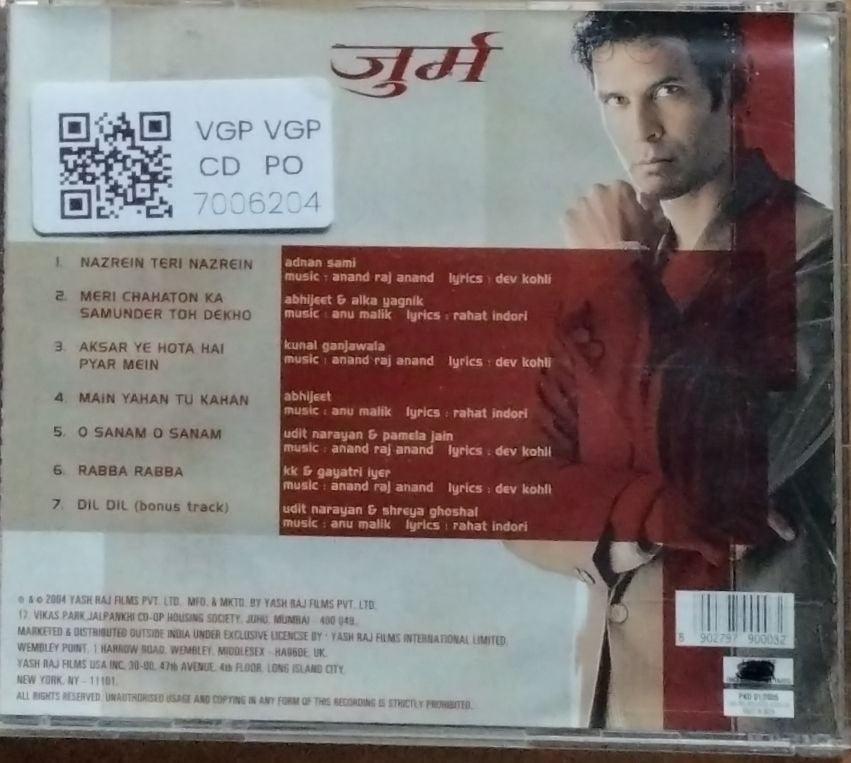 जुर्म
VGP VGP
CD PO
7006204
1. NAZREIN TERI NAZREIN
adnan sami
music : anand raj anand lyrics : dev kohli
2. MERI CHAHATON KA
SAMUNDER TOH DEKHO
abhijeet & alka yagnik
music : anu malik lyrics : rahat indori
3. AKSAR YE HOTA HAI
PYAR MEIN
kunal ganjawala
music : anand raj anand lyrics : dev kohli
4. MAIN YAHAN TU KAHAN
abhijeet
music : anu malik lyrics : rahat indori
5. O SANAM O SANAM
udit narayan & pamela jain
music : anand raj anand lyrics : dev kohli
6. RABBA RABBA
kk & gayatri iyer
music : anand raj anand lyrics : dev kohli
7. DIL DIL (bonus track)
udit narayan & shreya ghoshal
music : anu malik lyrics : rahat indori
2004 YASH RAJ FILMS PVT. LTD. MFD. & MKTD. BY YASH RAJ FILMS PVT. LTD.
17, VIKAS PARK,JALPANKHI CO-OP HOUSING SOCIETY, JUHU, MUMBAI - 400 049.
MARKETED & DISTRIBUTED OUTSIDE INDIA UNDER EXCLUSIVE LICENCSE BY : YASH RAJ FILMS INTERNATIONAL LIMITED,
WEMBLEY POINT, 1 HARROW ROAD, WEMBLEY, MIDDLESEX - HA96DE, UK.
YASH RAJ FILMS USA INC. 30-00, 47th AVENUE, 4th FLOOR, LONG ISLAND CITY,
NEW YORK, NY - 11101.
ALL RIGHTS RESERVED. UNAUTHORISED USAGE AND COPYING IN ANY FORM OF THIS RECORDING IS STRICTLY PROHIBITED.
8 902797 900032